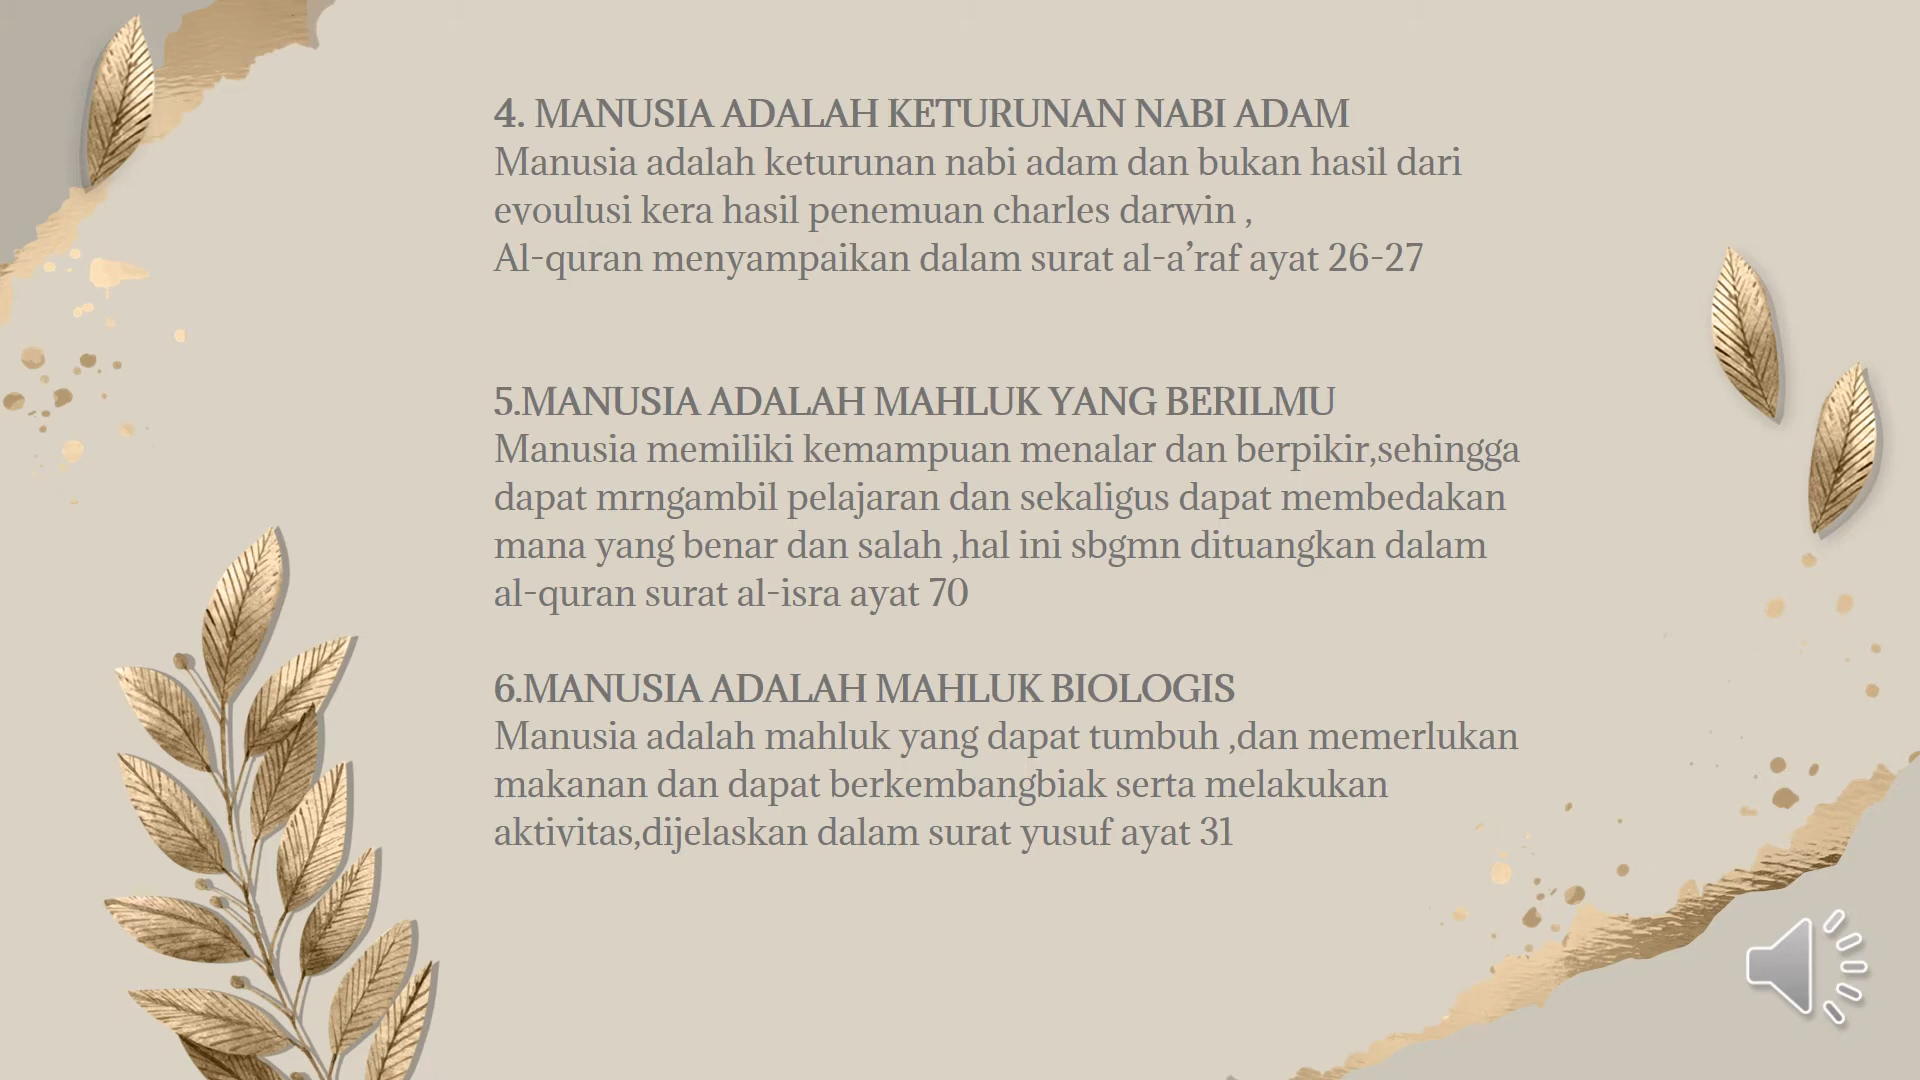 4. MANUSIA ADALAH KETURUNAN NABI ADAM
Manusia adalah keturunan nabi adam dan bukan hasil dari
evoulusi kera hasil penemuan charles darwin ,
Al-quran menyampaikan dalam surat al-a’raf ayat 26-27
5.MANUSIA ADALAH MAHLUK YANG BERILMU
Manusia memiliki kemampuan menalar dan berpikir,sehingga
dapat mrngambil pelajaran dan sekaligus dapat membedakan
mana yang benar dan salah ,hal ini sbgmn dituangkan dalam
al-quran surat al-isra ayat 70
6.MANUSIA ADALAH MAHLUK BIOLOGIS
Manusia adalah mahluk yang dapat tumbuh ,dan memerlukan
makanan dan dapat berkembangbiak serta melakukan
aktivitas,dijelaskan dalam surat yusuf ayat 31